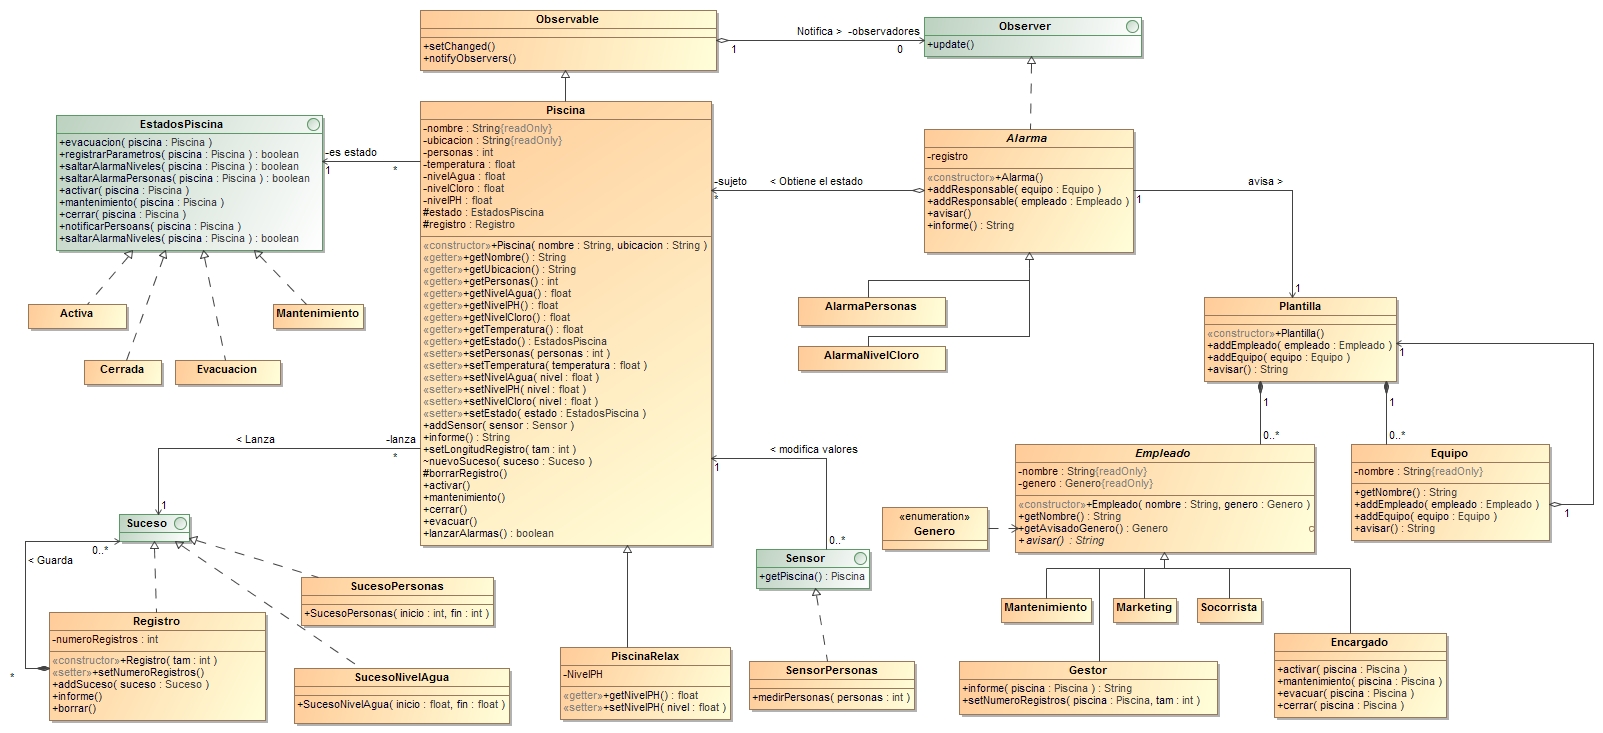 Observable
+setChanged()
+notifyObservers()
Notifica > -observadores
1
0
Observer
+update()
EstadosPiscina
+evacuacion( piscina : Piscina )
+registrarParametros( piscina : Piscina ) : boolean
+saltarAlarmaNiveles( piscina : Piscina ) : boolean
+saltarAlarmaPersonas( piscina : Piscina ) : boolean
+activar( piscina : Piscina )
+mantenimiento( piscina : Piscina )
+cerrar( piscina : Piscina )
+notificarPersoans( piscina : Piscina )
+saltarAlarmaNiveles( piscina : Piscina ) : boolean
-es estado
1
*
Activa
Mantenimiento
Cerrada
Evacuacion
Piscina
-nombre : String{readOnly}
-ubicacion : String{readOnly}
-personas : int
-temperatura : float
-nivelAgua : float
-nivelCloro : float
-nivelPH : float
#estado : EstadosPiscina
#registro : Registro
«constructor»+Piscina( nombre : String, ubicacion : String )
«getter»+getNombre() : String
«getter»+getUbicacion() : String
«getter»+getPersonas() : int
«getter»+getNivelAgua() : float
«getter»+getNivelPH() : float
«getter»+getNivelCloro() : float
«getter»+getTemperatura() : float
«getter»+getEstado() : EstadosPiscina
«setter»+setPersonas( personas : int )
«setter»+setTemperatura( temperatura : float )
«setter»+setNivelAgua( nivel : float )
«setter»+setNivelPH( nivel : float )
«setter»+setNivelCloro( nivel : float )
«setter»+setEstado( estado : EstadosPiscina )
+addSensor( sensor : Sensor )
+informe() : String
+setLongitudRegistro( tam : int )
~nuevoSuceso( suceso : Suceso )
#borrarRegistro()
+activar()
+mantenimiento()
+cerrar()
+evacuar()
+lanzarAlarmas() : boolean
-sujeto
< Obtiene el estado
*
Alarma
-registro
«constructor»+Alarma()
+addResponsable( equipo : Equipo )
+addResponsable( empleado : Empleado )
+avisar()
+informe() : String
AlarmaPersonas
AlarmaNivelCloro
avisa >
1
1
Plantilla
«constructor»+Plantilla()
+addEmpleado( empleado : Empleado )
+addEquipo( equipo : Equipo )
+avisar() : String
1
1
0..*
1
0..*
Empleado
-nombre : String{readOnly}
-genero : Genero{readOnly}
«constructor»+Empleado( nombre : String, genero : Genero )
+getNombre() : String
+getAvisadoGenero() : Genero
+avisar() : String
Equipo
-nombre : String{readOnly}
+getNombre() : String
+addEmpleado( empleado : Empleado )
+addEquipo( equipo : Equipo )
+avisar() : String
1
«enumeration»
Genero
< Lanza
-lanza
*
1
Suceso
0..*
< Guarda
*
SucesoPersonas
+SucesoPersonas( inicio : int, fin : int )
Registro
-numeroRegistros : int
«constructor»+Registro( tam : int )
«setter»+setNumeroRegistros()
+addSuceso( suceso : Suceso )
+informe()
+borrar()
SucesoNivelAgua
+SucesoNivelAgua( inicio : float, fin : float )
PiscinaRelax
-NivelPH
«getter»+getNivelPH() : float
«setter»+setNivelPH( nivel : float )
< modifica valores
1
0..*
Sensor
+getPiscina() : Piscina
SensorPersonas
+medirPersonas( personas : int )
Mantenimiento
Marketing
Socorrista
Gestor
+informe( piscina : Piscina ) : String
+setNumeroRegistros( piscina : Piscina, tam : int )
Encargado
+activar( piscina : Piscina )
+mantenimiento( piscina : Piscina )
+evacuar( piscina : Piscina )
+cerrar( piscina : Piscina )